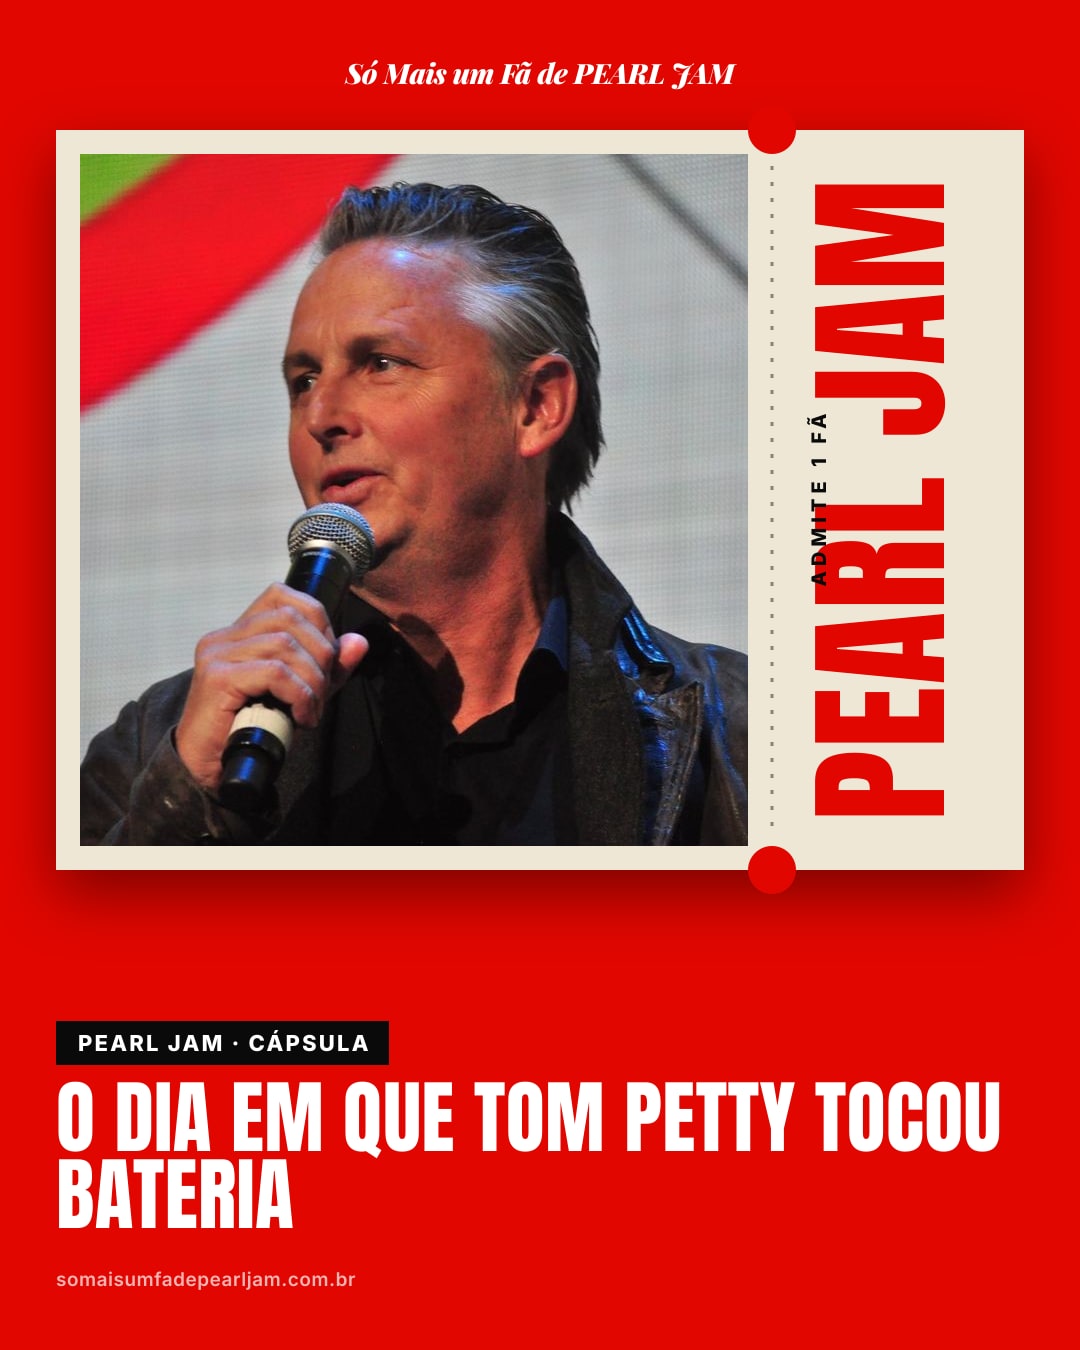 Só Mais um Fã de PEARL JAM
ADMITE 1 FÃ
PEARL JAM
PEARL JAM · CÁPSULA
O DIA EM QUE TOM PETTY TOCOU
BATERIA
somaisumfadepearljam.com.br